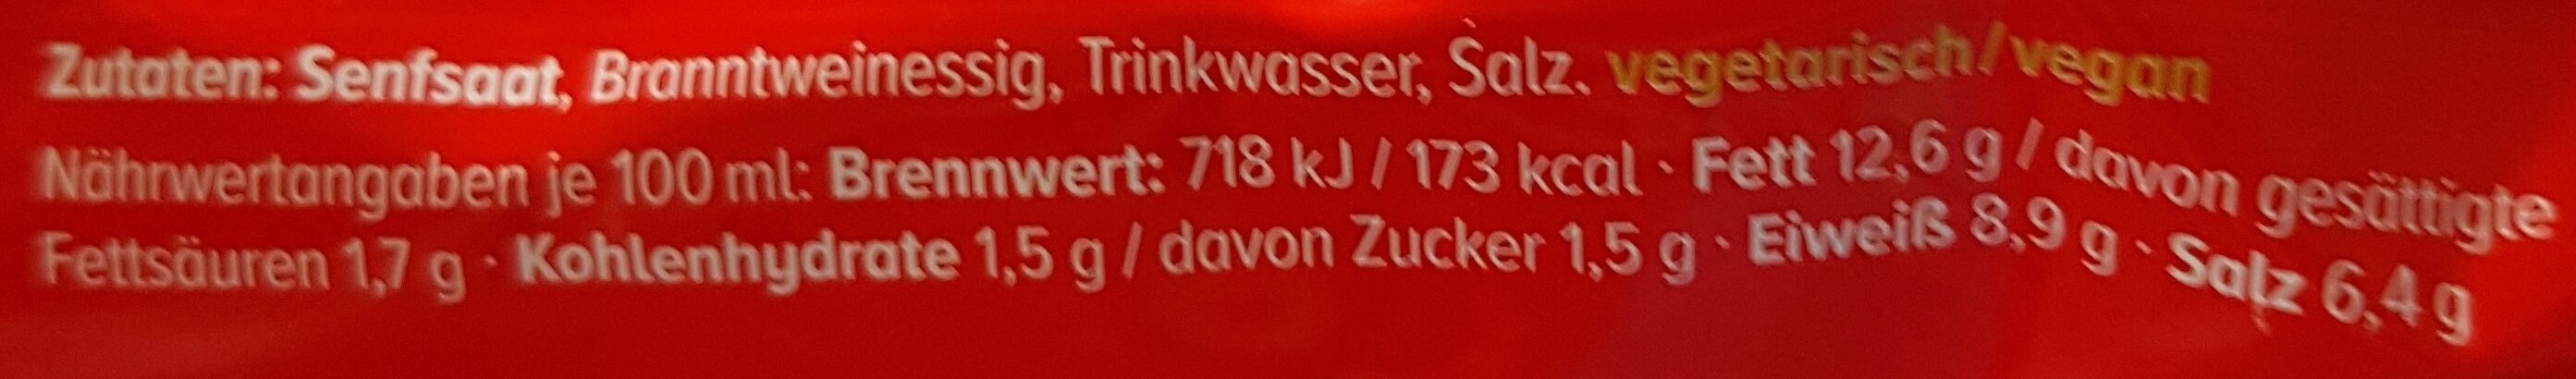 Zutaten: Senfsaat, Branntweinessig, Trinkwasser, Salz. vegetarisch/vegan
Nährwertangaben je 100 ml: Brennwert: 718 kJ / 173 kcal · Fett 12,6 g / davon gesättigte
Fettsäuren 1,7 g · Kohlenhydrate 1,5 g / davon Zucker 1,5 g · Eiweiß 8,9 g · Salz 6,4 g